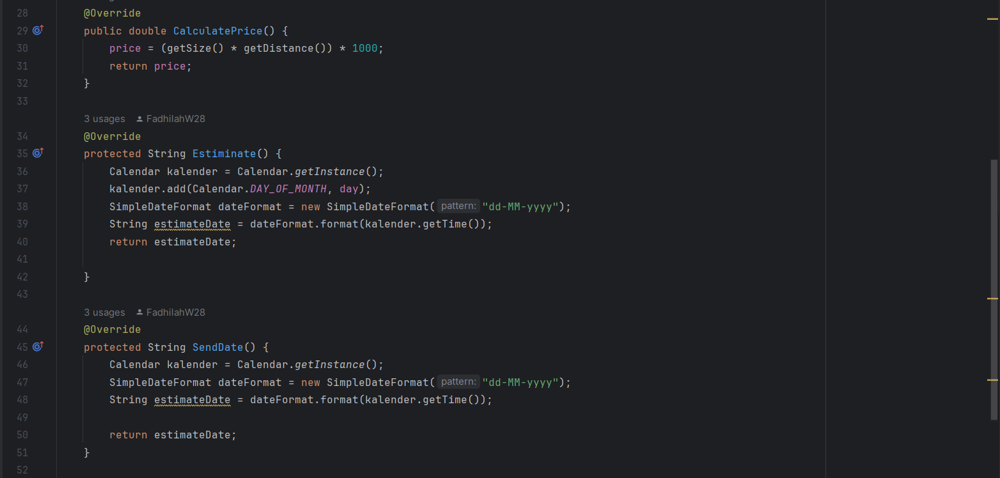 28 @Override
29 public double CalculatePrice() {
30 price = (getSize() * getDistance()) * 1000;
31 return price;
32 }
33
3 usages FadhilahW28
34 @Override
35 protected String Estiminate() {
36 Calendar kalender = Calendar.getInstance();
37 kalender.add(Calendar.DAY_OF_MONTH, day);
38 SimpleDateFormat dateFormat = new SimpleDateFormat( pattern: "dd-MM-yyyy");
39 String estimateDate = dateFormat.format(kalender.getTime());
40 return estimateDate;
41
42 }
43
3 usages FadhilahW28
44 @Override
45 protected String SendDate() {
46 Calendar kalender = Calendar.getInstance();
47 SimpleDateFormat dateFormat = new SimpleDateFormat( pattern: "dd-MM-yyyy");
48 String estimateDate = dateFormat.format(kalender.getTime());
49
50 return estimateDate;
51 }
52